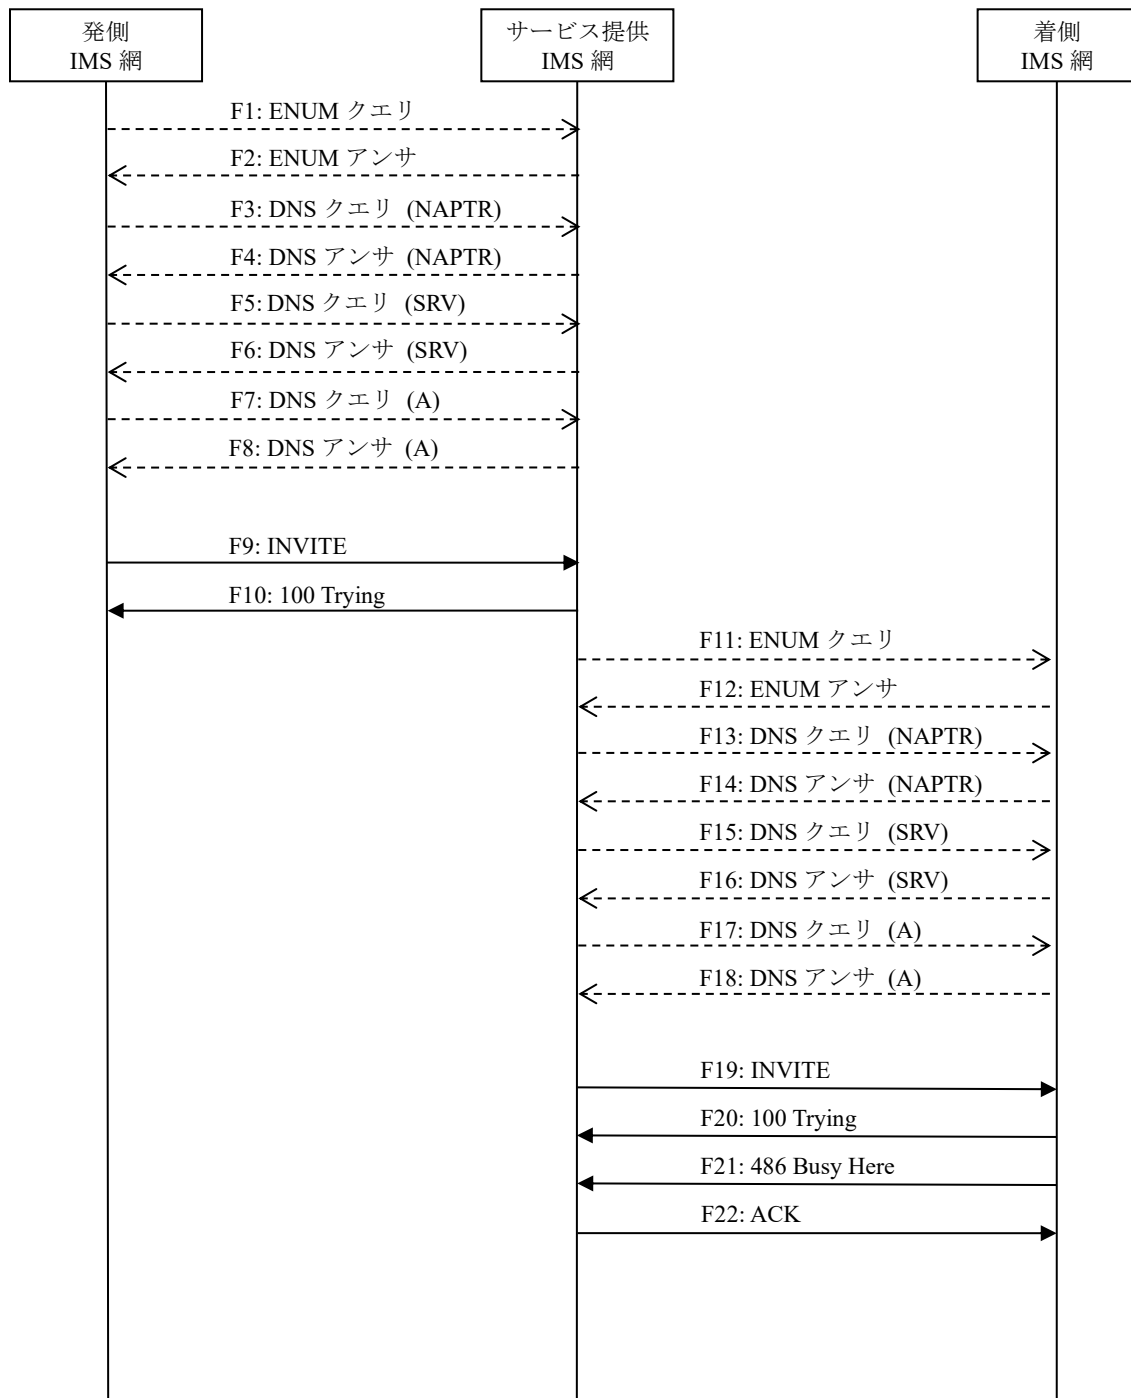 発側
IMS 網
サービス提供
IMS 網
着側
IMS 網
F1: ENUM クエリ
F2: ENUM アンサ
F3: DNS クエリ (NAPTR)
F4: DNS アンサ (NAPTR)
F5: DNS クエリ (SRV)
F6: DNS アンサ (SRV)
F7: DNS クエリ (A)
F8: DNS アンサ (A)
F9: INVITE
F10: 100 Trying
F11: ENUM クエリ
F12: ENUM アンサ
F13: DNS クエリ (NAPTR)
F14: DNS アンサ (NAPTR)
F15: DNS クエリ (SRV)
F16: DNS アンサ (SRV)
F17: DNS クエリ (A)
F18: DNS アンサ (A)
F19: INVITE
F20: 100 Trying
F21: 486 Busy Here
F22: ACK